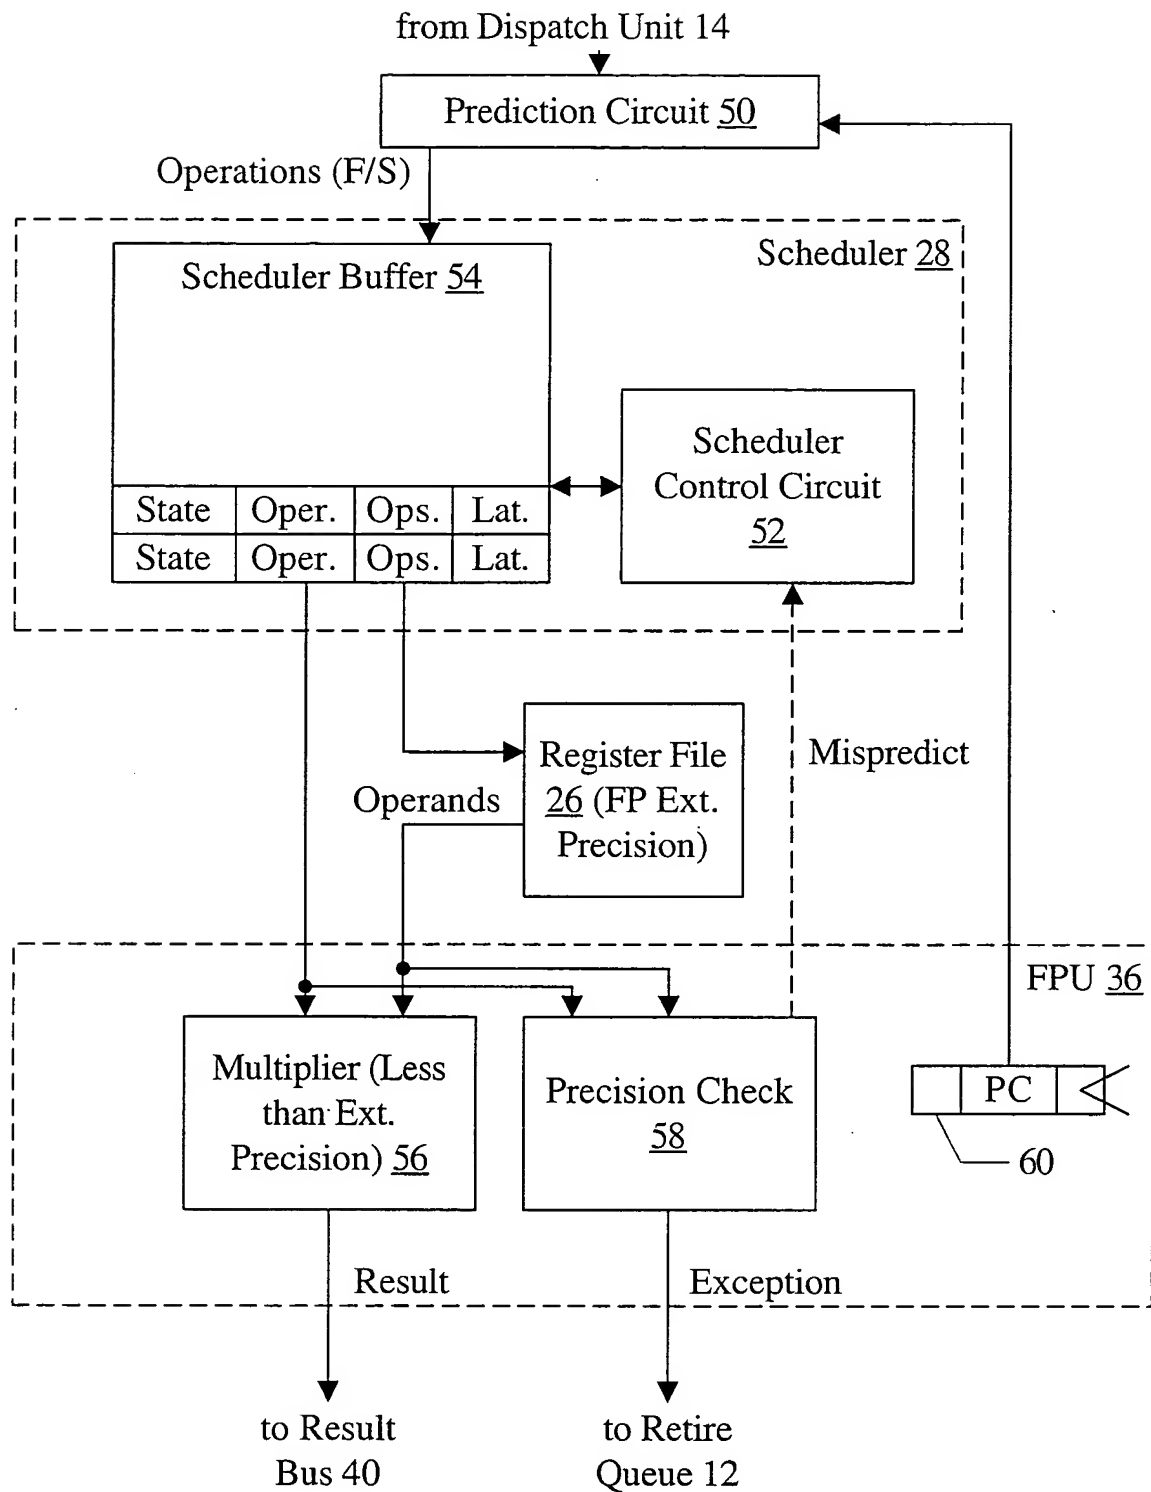 from Dispatch Unit 14
Prediction Circuit 50
Operations (F/S)
Scheduler 28
Scheduler Buffer 54
Scheduler
Control Circuit
52
State Oper. Ops. Lat.
State Oper. Ops. Lat.
Register File
26 (FP Ext.
Precision)
Mispredict
Operands
FPU 36
Multiplier (Less
than Ext.
Precision) 56
Precision Check
58
PC
60
Result
Exception
to Result
Bus 40
to Retire
Queue 12